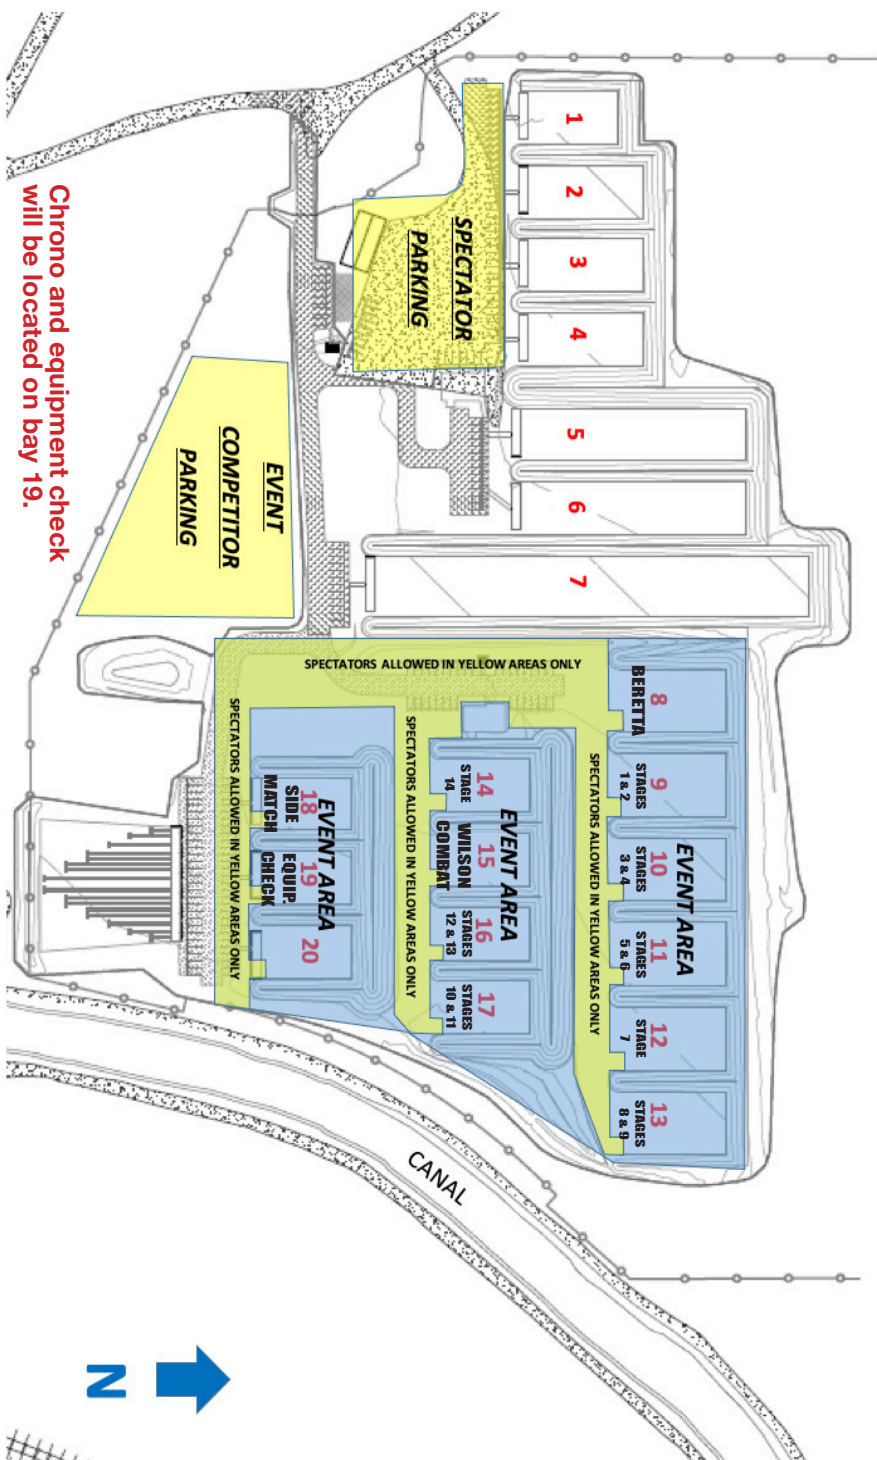 1
2
3
4
5
6
7
SPECTATOR
PARKING
EVENT
COMPETITOR
PARKING
Chrono and equipment check
will be located on bay 19.
SPECTATORS ALLOWED IN YELLOW AREAS ONLY
8
BERETTA
9
STAGES
1 & 2
10
STAGES
3 & 4
11
STAGES
5 & 6
12
STAGE
7
13
STAGES
8 & 9
EVENT AREA
SPECTATORS ALLOWED IN YELLOW AREAS ONLY
EVENT AREA
14
STAGE
14
15
WILSON
COMBAT
16
STAGES
12 & 13
17
STAGES
10 & 11
SPECTATORS ALLOWED IN YELLOW AREAS ONLY
EVENT AREA
18
SIDE
MATCH
19
EQUIP.
CHECK
20
SPECTATORS ALLOWED IN YELLOW AREAS ONLY
CANAL
N